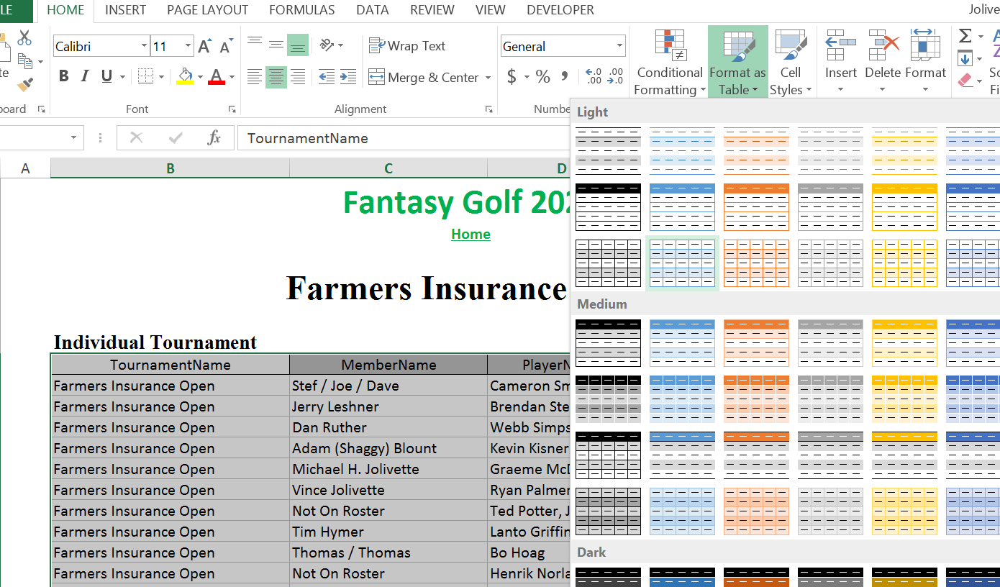 LE HOME INSERT PAGE LAYOUT FORMULAS DATA REVIEW VIEW DEVELOPER Jolive
Calibri 11 A A Wrap Text General
te B I U A Merge & Center $ % , ←.0 .00 .00 →.0 Conditional Formatting Format as Table Cell Styles Insert Delete Format Σ
board Font Alignment Numbe
fx TournamentName
A B C D
Fantasy Golf 202
Home
Farmers Insurance
Individual Tournament
TournamentName MemberName PlayerN
Farmers Insurance Open Stef / Joe / Dave Cameron Sm
Farmers Insurance Open Jerry Leshner Brendan Ste
Farmers Insurance Open Dan Ruther Webb Simps
Farmers Insurance Open Adam (Shaggy) Blount Kevin Kisner
Farmers Insurance Open Michael H. Jolivette Graeme McD
Farmers Insurance Open Vince Jolivette Ryan Palmer
Farmers Insurance Open Not On Roster Ted Potter, J
Farmers Insurance Open Tim Hymer Lanto Griffin
Farmers Insurance Open Thomas / Thomas Bo Hoag
Farmers Insurance Open Not On Roster Henrik Norla
Light
Medium
Dark